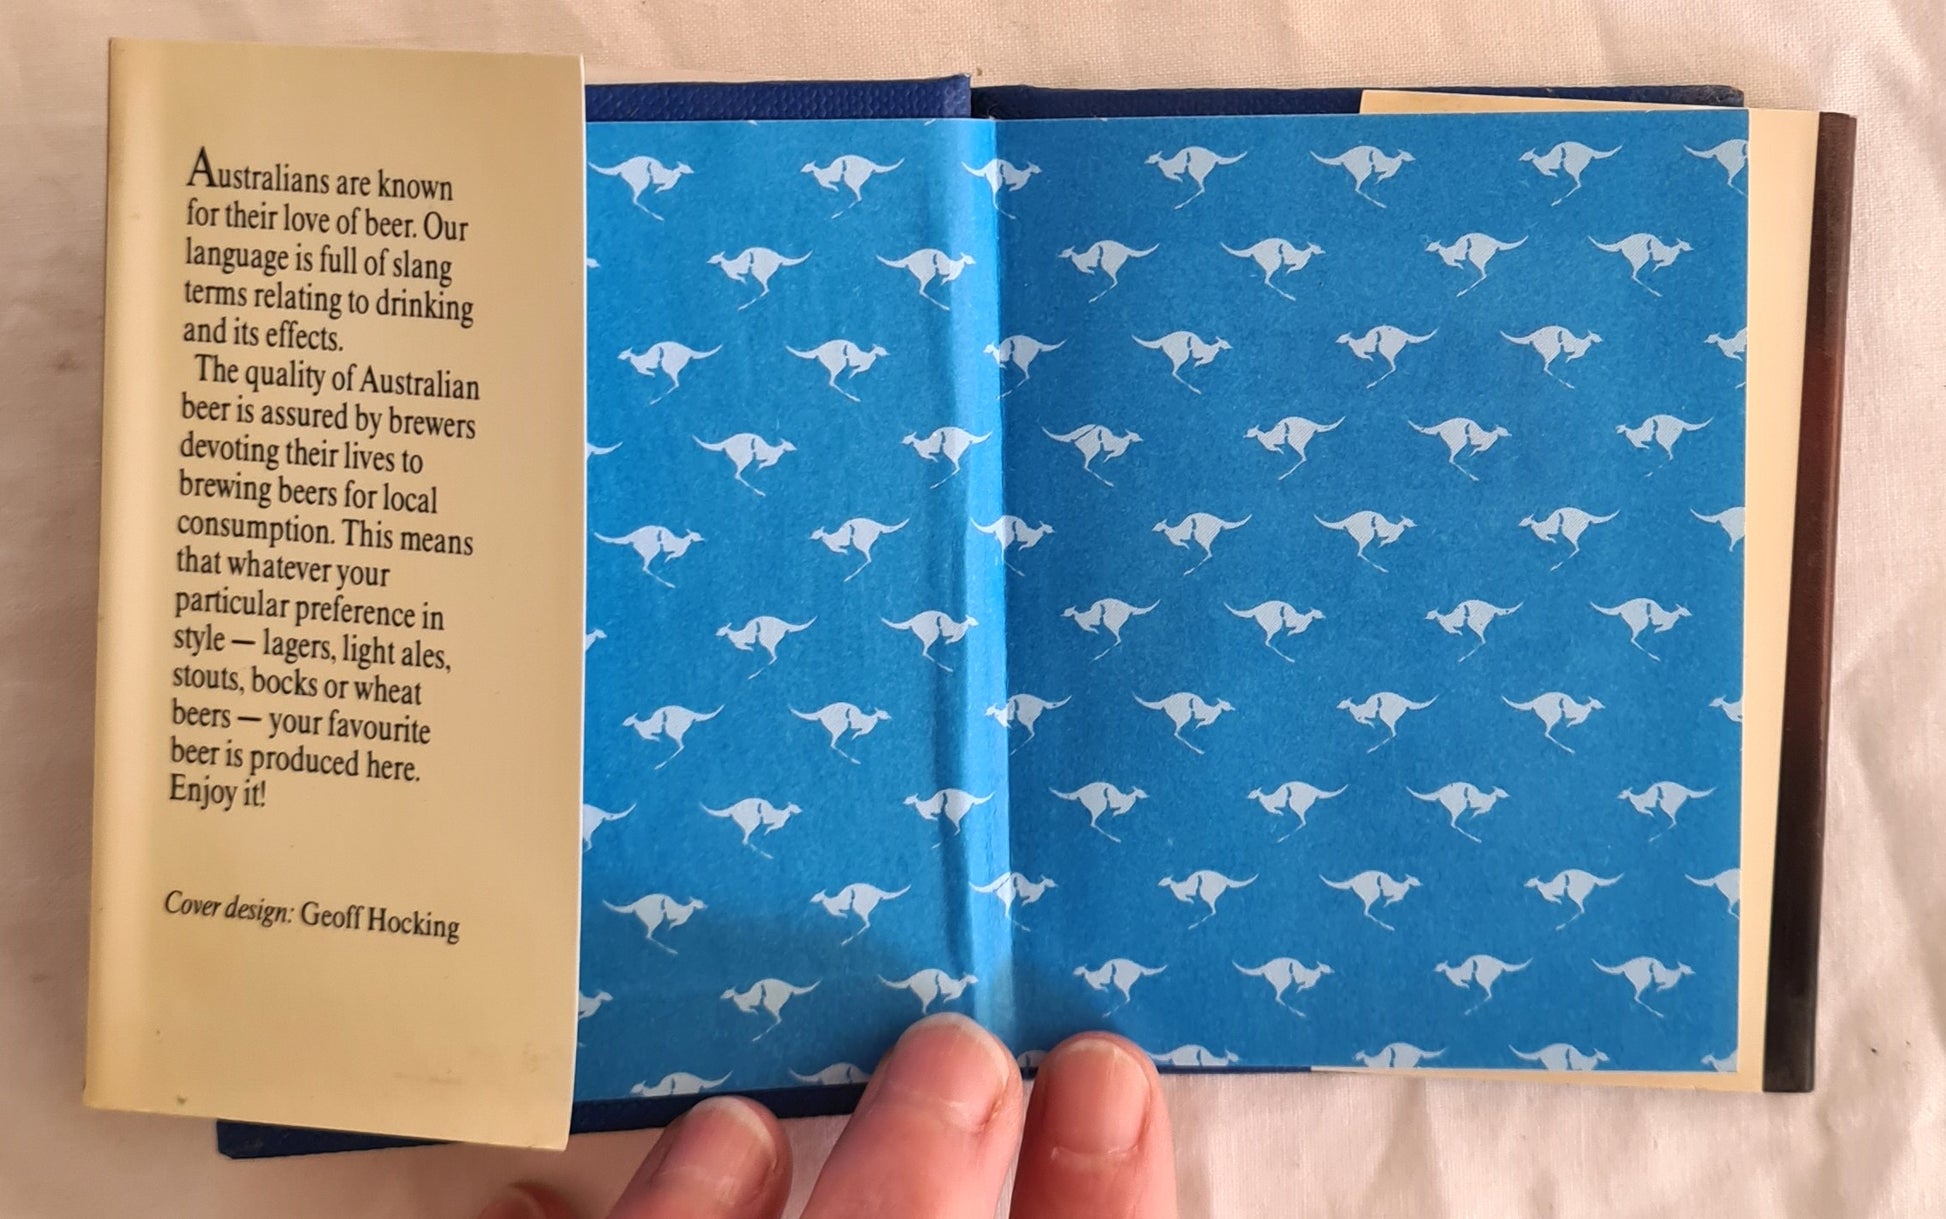 Australians are known
for their love of beer. Our
language is full of slang
terms relating to drinking
and its effects.
The quality of Australian
beer is assured by brewers
devoting their lives to
brewing beers for local
consumption. This means
that whatever your
particular preference in
style — lagers, light ales,
stouts, bocks or wheat
beers — your favourite
beer is produced here.
Enjoy it!
Cover design: Geoff Hocking